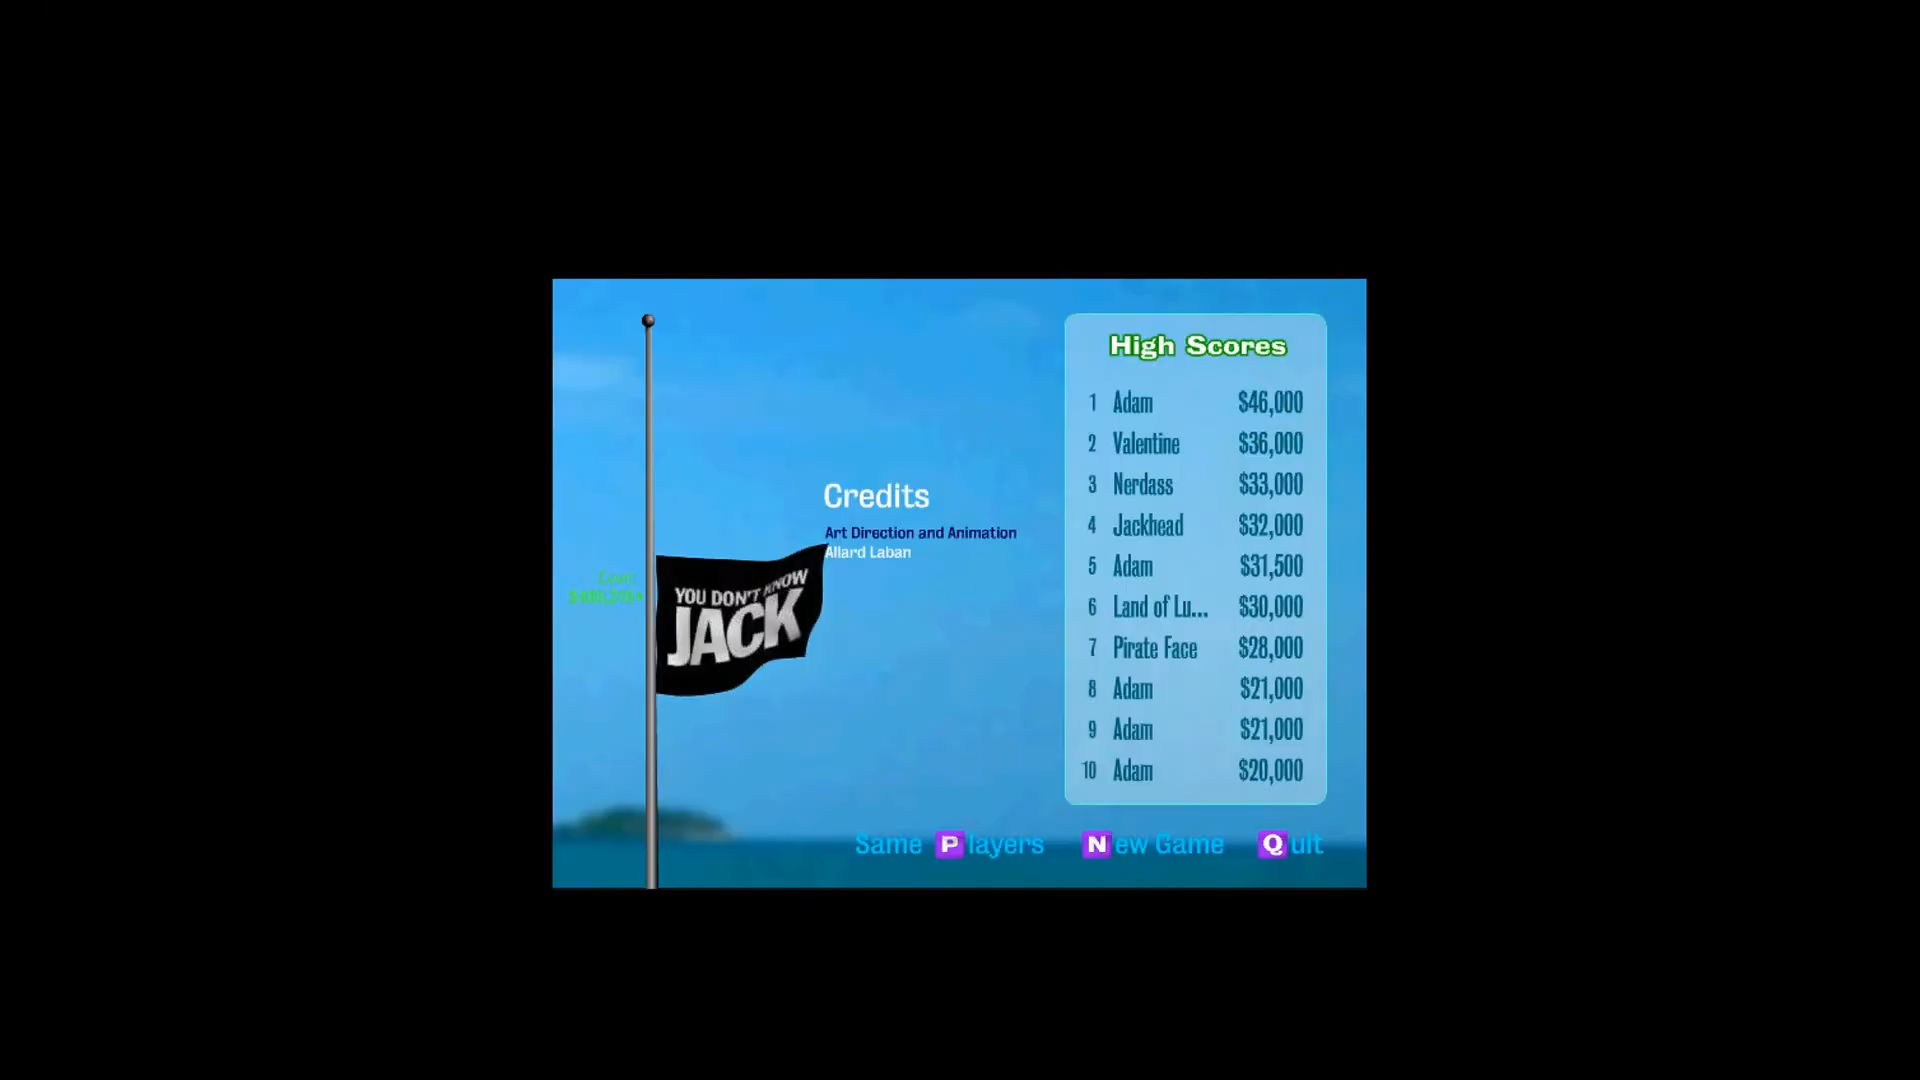 High Scores
1 Adam $46,000
2 Valentine $36,000
3 Nerdass $33,000
4 Jackhead $32,000
5 Adam $31,500
6 Land of Lu... $30,000
7 Pirate Face $28,000
8 Adam $21,000
9 Adam $21,000
10 Adam $20,000
Credits
Art Direction and Animation
Allard Laban
YOU DON'T KNOW
JACK
Same Players New Game Quit